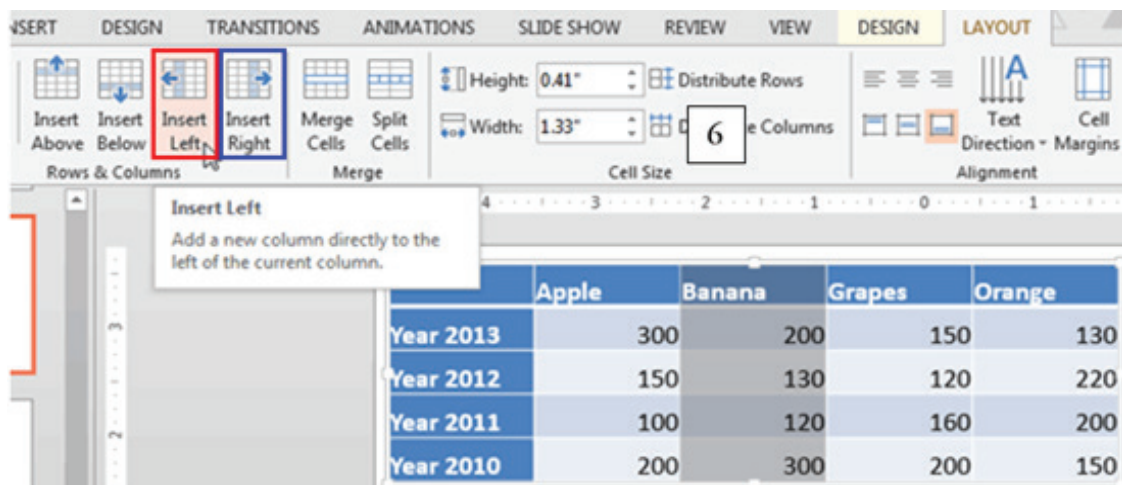 NSERT DESIGN TRANSITIONS ANIMATIONS SLIDE SHOW REVIEW VIEW DESIGN LAYOUT
Insert Above
Insert Below
Insert Left
Insert Right
Merge Cells
Split Cells
Height: 0.41"
Width: 1.33"
Distribute Rows
D 6 e Columns
Text Direction
Cell Margins
Rows & Columns Merge Cell Size Alignment
Insert Left
Add a new column directly to the
left of the current column.
4 3 2 1 0 1
3
2
Apple Banana Grapes Orange
Year 2013 300 200 150 130
Year 2012 150 130 120 220
Year 2011 100 120 160 200
Year 2010 200 300 200 150